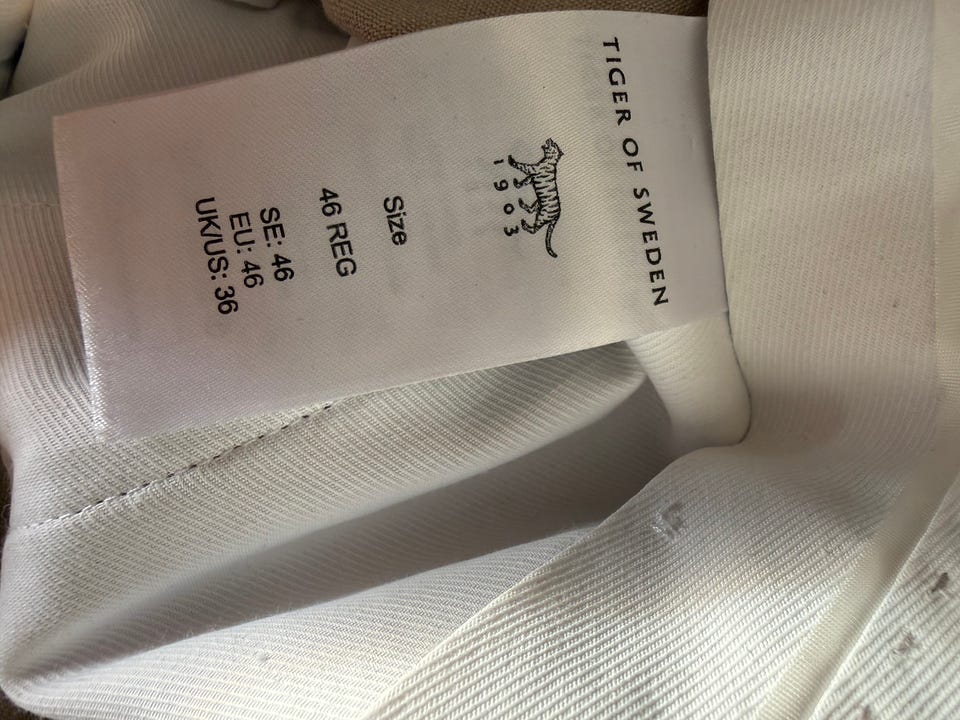 TIGER OF SWEDEN
1903
Size
46 REG
SE: 46
EU: 46
UK/US: 36